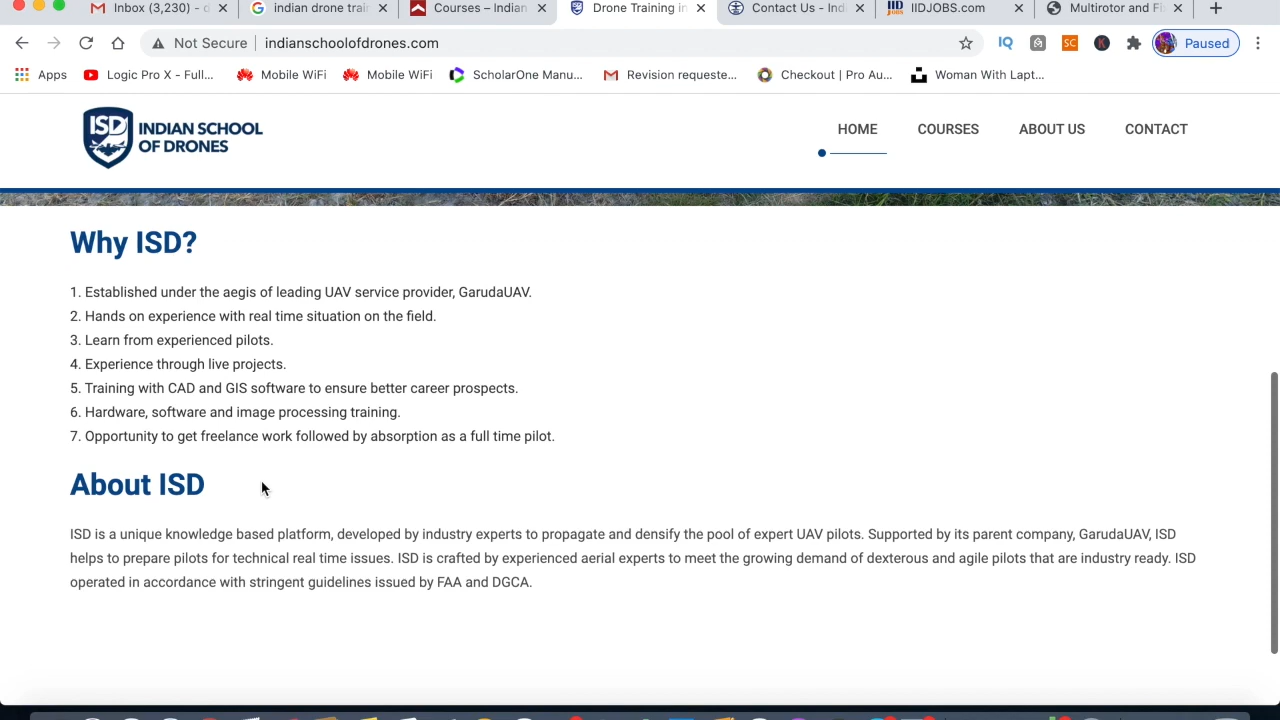 Inbox (3,230) - d
indian drone trai
Courses – Indian
Drone Training in
Contact Us - Ind
IIDJOBS.com
Multirotor and Fi
Not Secure
indianschoolofdrones.com
IQ
SC
K
Paused
Apps
Logic Pro X - Full...
Mobile WiFi
Mobile WiFi
ScholarOne Manu...
Revision requeste...
Checkout | Pro Au...
Woman With Lapt...
ISD
INDIAN SCHOOL
OF DRONES
HOME
COURSES
ABOUT US
CONTACT
Why ISD?
1. Established under the aegis of leading UAV service provider, GarudaUAV.
2. Hands on experience with real time situation on the field.
3. Learn from experienced pilots.
4. Experience through live projects.
5. Training with CAD and GIS software to ensure better career prospects.
6. Hardware, software and image processing training.
7. Opportunity to get freelance work followed by absorption as a full time pilot.
About ISD
ISD is a unique knowledge based platform, developed by industry experts to propagate and densify the pool of expert UAV pilots. Supported by its parent company, GarudaUAV, ISD
helps to prepare pilots for technical real time issues. ISD is crafted by experienced aerial experts to meet the growing demand of dexterous and agile pilots that are industry ready. ISD
operated in accordance with stringent guidelines issued by FAA and DGCA.